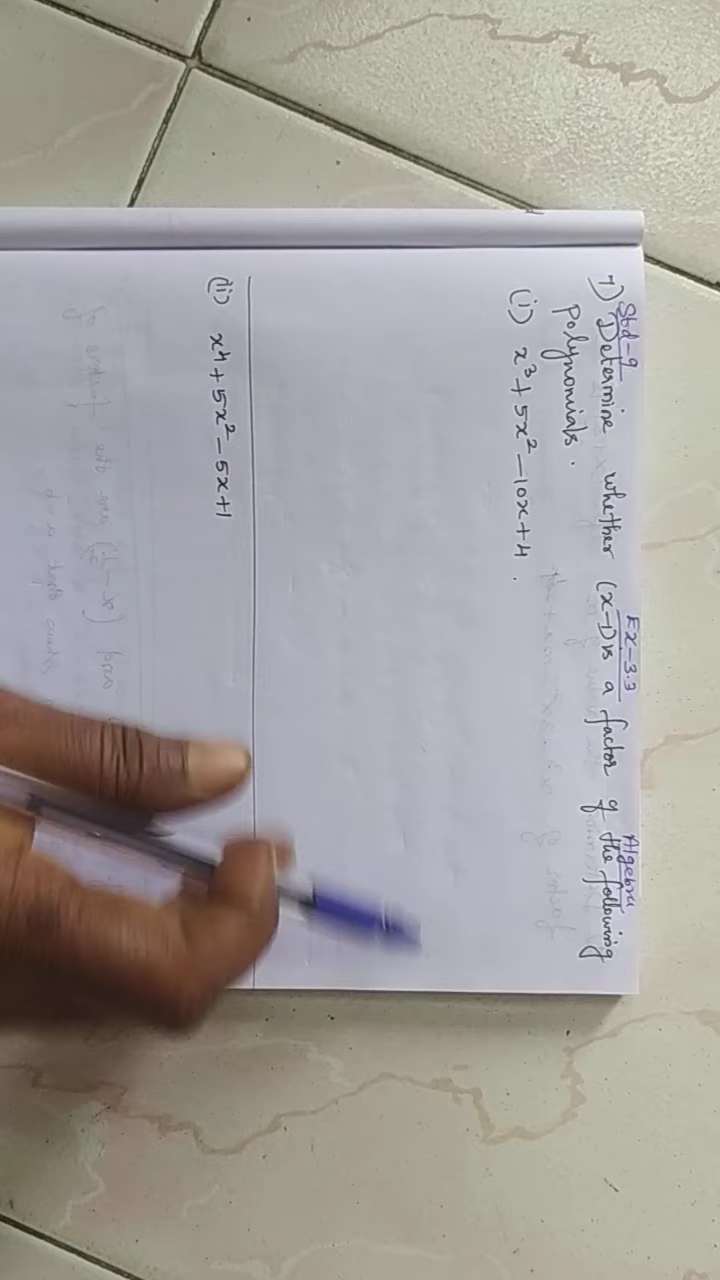 Std-9 Ex-3.3 Algebra
7) Determine whether (x-1) is a factor of the following
polynomials.
(i) x³ + 5x² - 10x + 4.
(ii) x⁴ + 5x² - 5x + 1